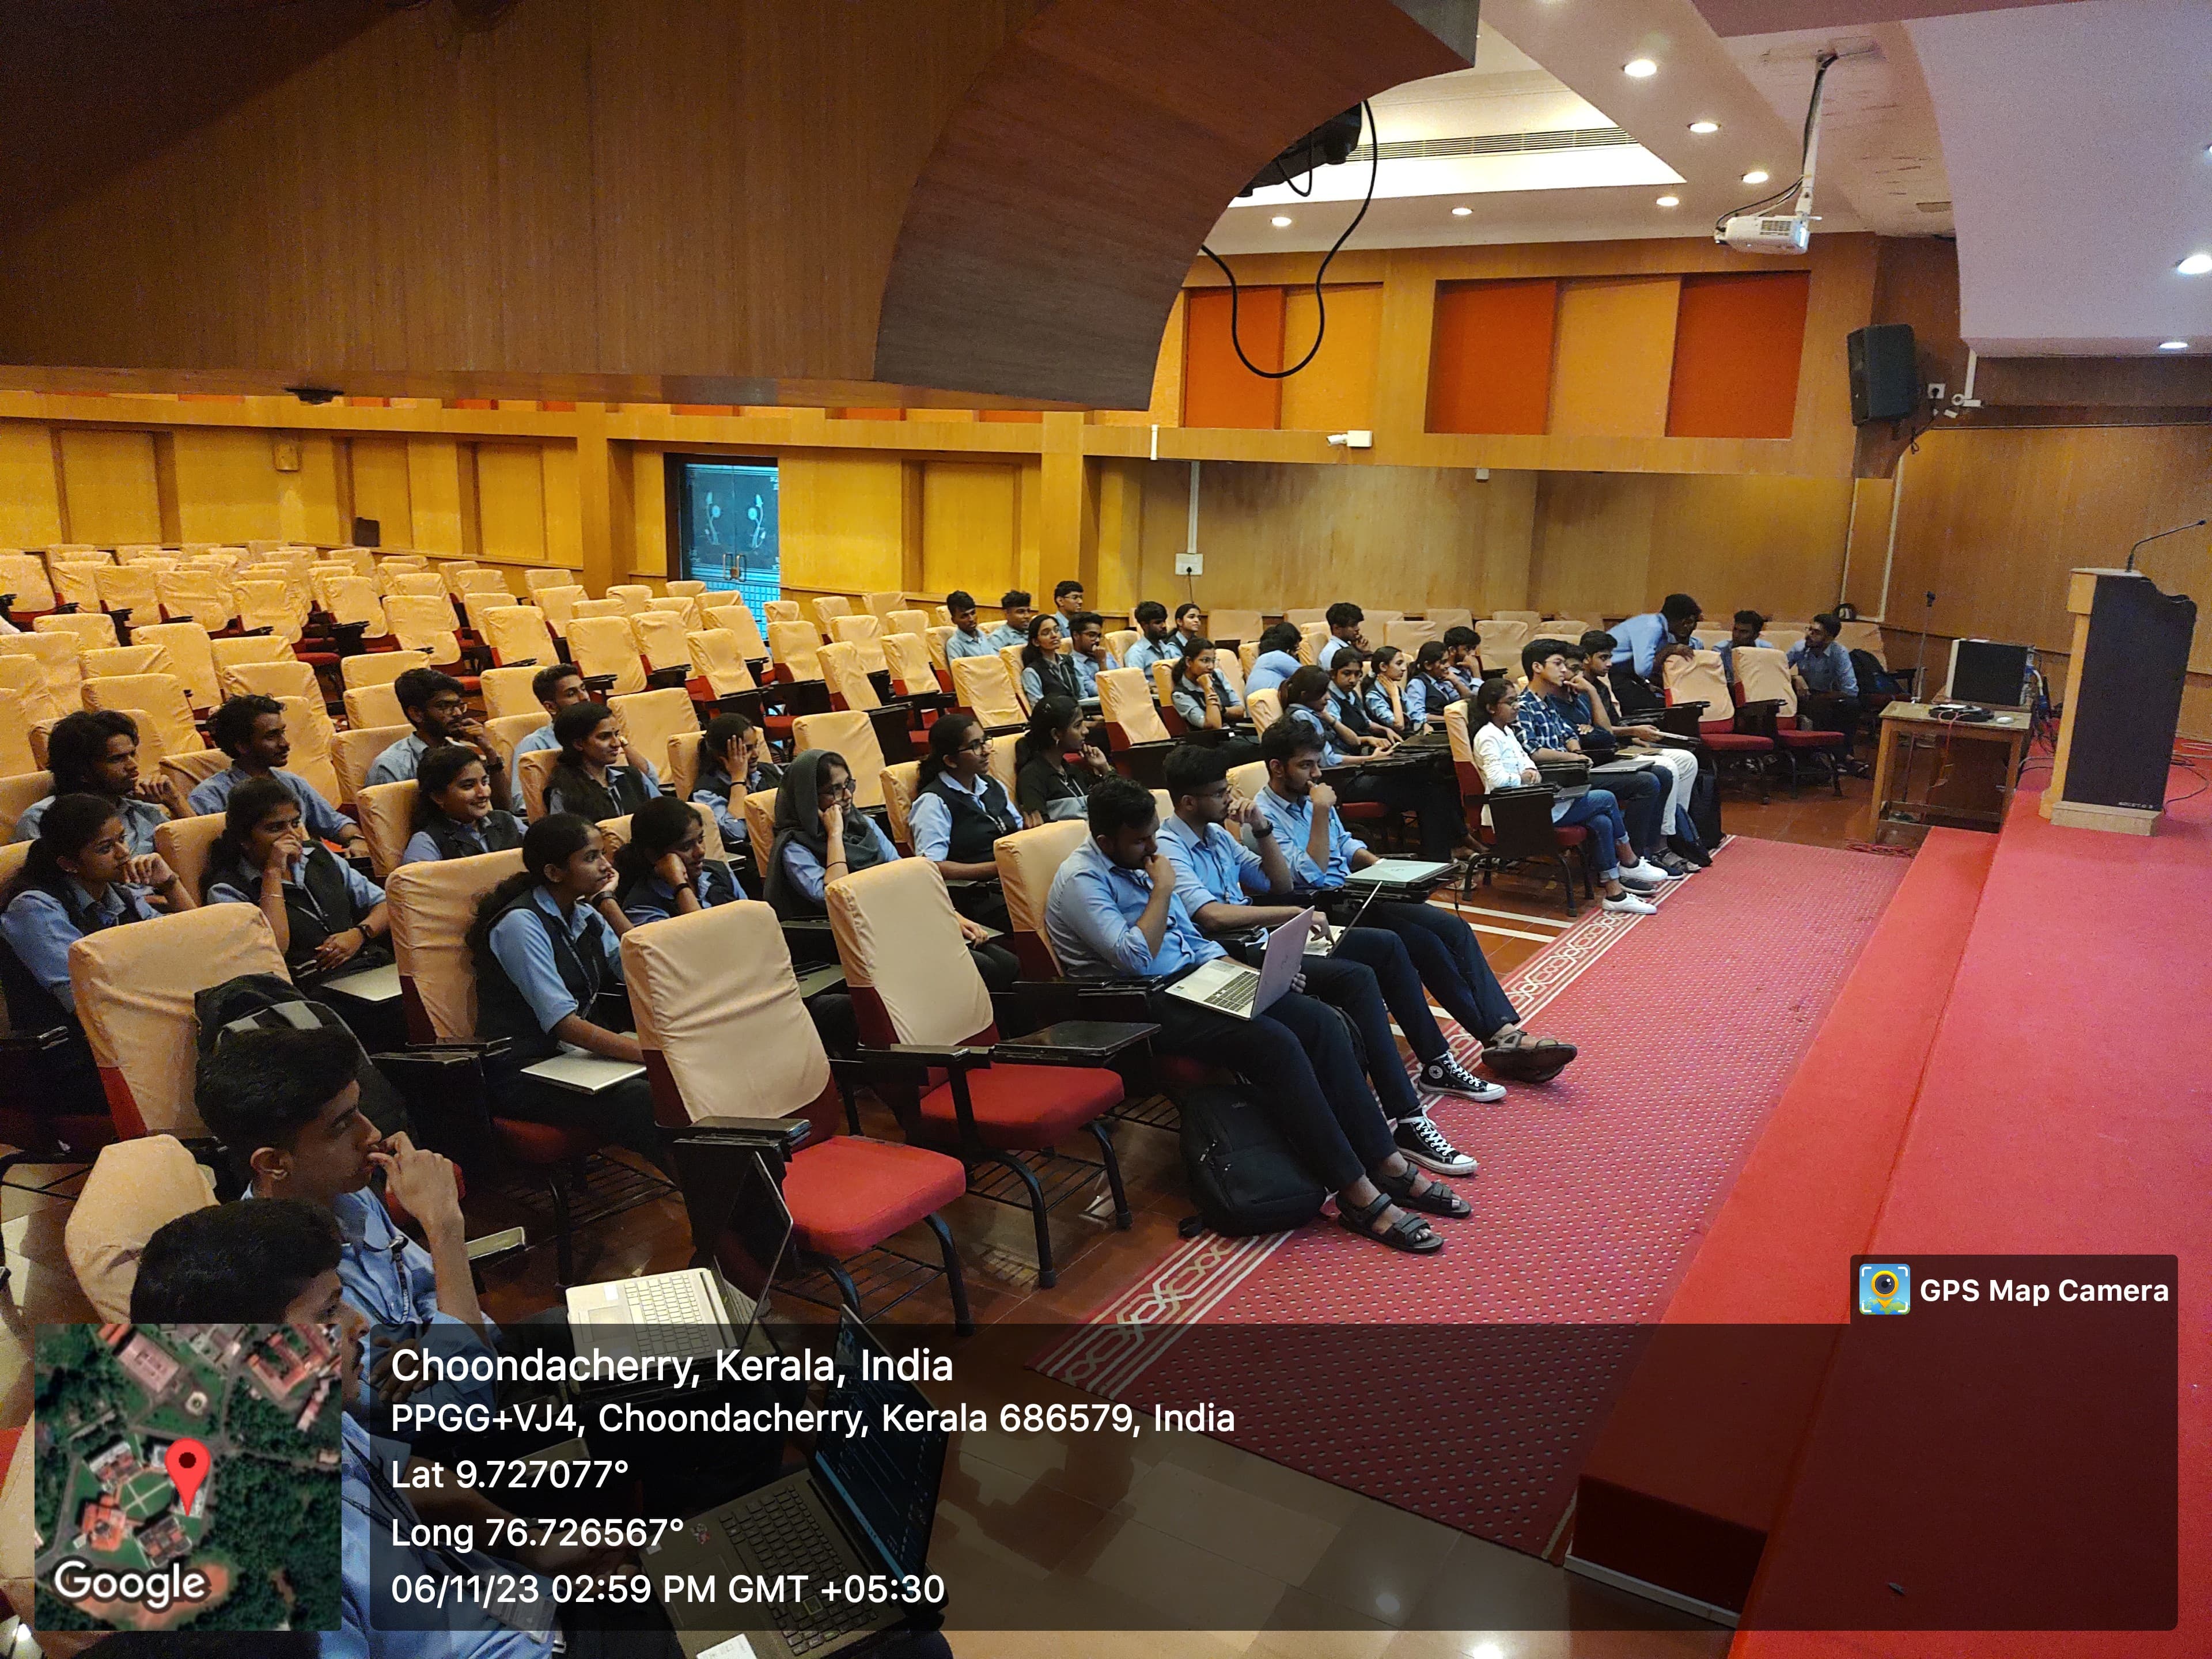 GPS Map Camera
Choondacherry, Kerala, India
PPGG+VJ4, Choondacherry, Kerala 686579, India
Lat 9.727077°
Long 76.726567°
06/11/23 02:59 PM GMT +05:30
Google